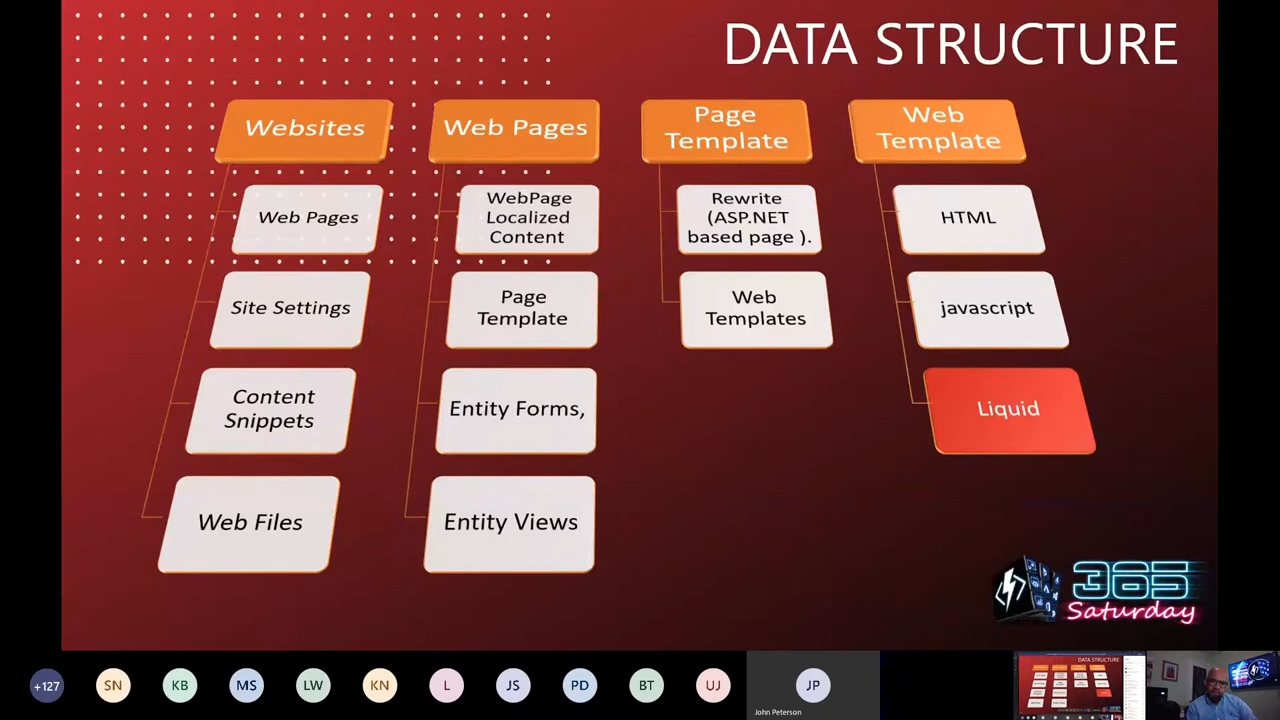 DATA STRUCTURE
Websites
Web Pages
Site Settings
Content
Snippets
Web Files
Web Pages
WebPage
Localized
Content
Page
Template
Entity Forms,
Entity Views
Page
Template
Rewrite
(ASP.NET
based page ).
Web
Templates
Web
Template
HTML
javascript
Liquid
365
Saturday
+127
SN
KB
MS
LW
KN
L
JS
PD
BT
UJ
JP
John Peterson
DATA STRUCTURE